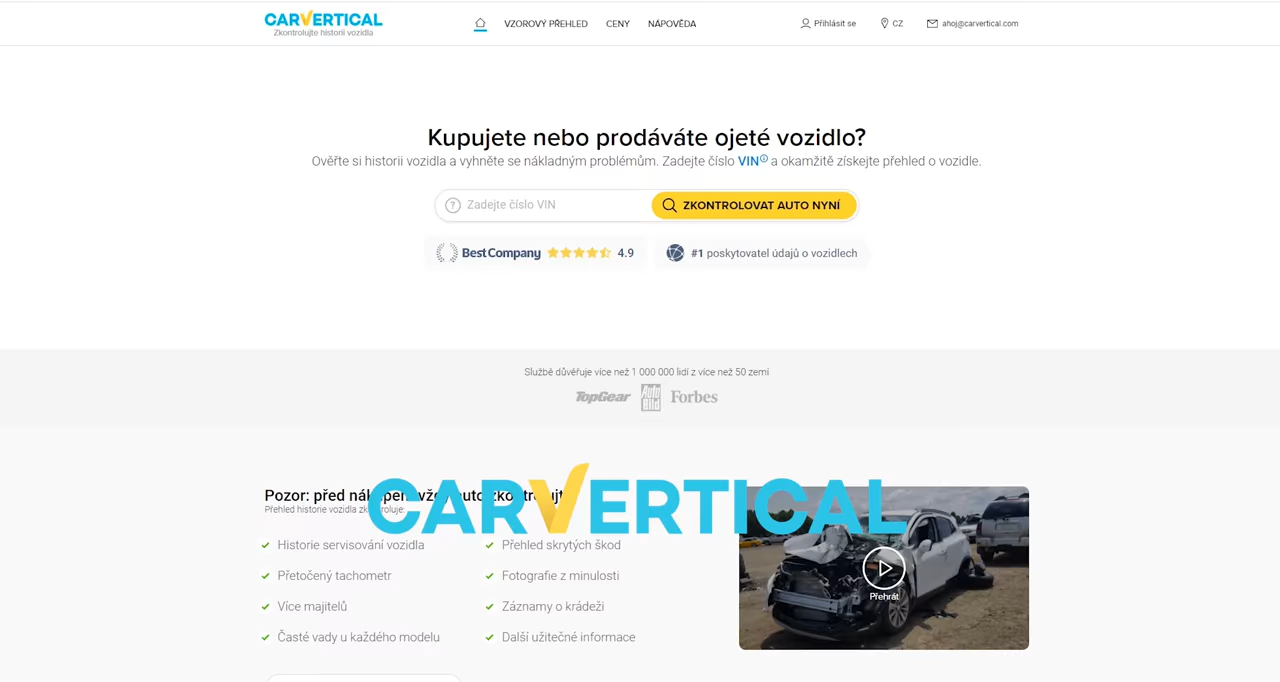 CARVERTICAL
Zkontrolujte historii vozidla
VZOROVÝ PŘEHLED
CENY
NÁPOVĚDA
Přihlásit se
CZ
ahoj@carvertical.com
Kupujete nebo prodáváte ojeté vozidlo?
Ověřte si historii vozidla a vyhněte se nákladným problémům. Zadejte číslo VIN a okamžitě získejte přehled o vozidle.
Zadejte číslo VIN
ZKONTROLOVAT AUTO NYNÍ
BestCompany 4.9
#1 poskytovatel údajů o vozidlech
Službě důvěřuje více než 1 000 000 lidí z více než 50 zemi
TopGear Auto Bild Forbes
CARVERTICAL
Pozor: před auto
Přehled historie vozidla
Historie servisování vozidla
Přehled skrytých škod
Přetočený tachometr
Fotografie z minulosti
Více majitelů
Záznamy o krádeži
Časté vady u každého modelu
Další užitečné informace
Přehrát